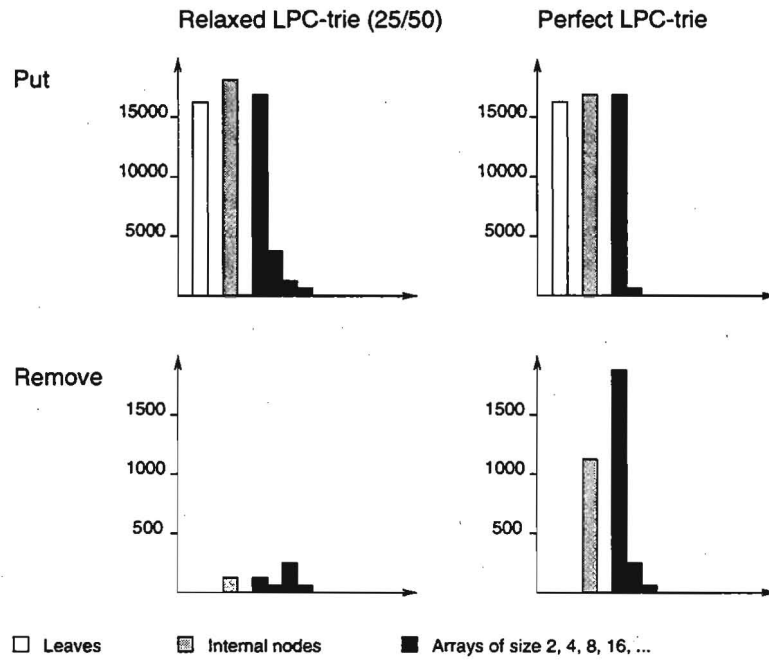 Relaxed LPC-trie (25/50)
Perfect LPC-trie
Put
15000
10000
5000
15000
10000
5000
Remove
1500
1000
500
1500
1000
500
Leaves
Internal nodes
Arrays of size 2, 4, 8, 16, ...